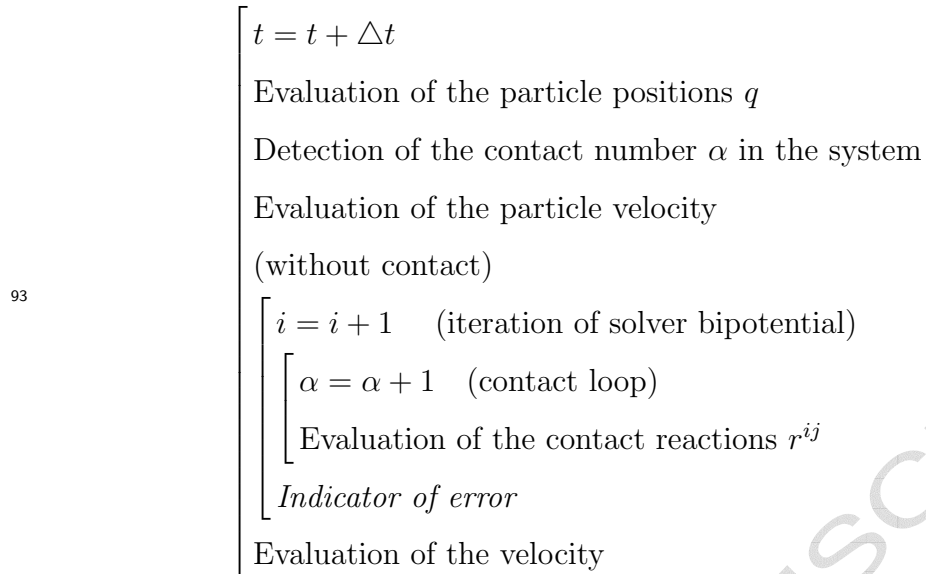 t = t + △t
Evaluation of the particle positions q
Detection of the contact number α in the system
Evaluation of the particle velocity
(without contact)
93
i = i + 1 (iteration of solver bipotential)
α = α + 1 (contact loop)
Evaluation of the contact reactions r^{ij}
Indicator of error
Evaluation of the velocity
SC